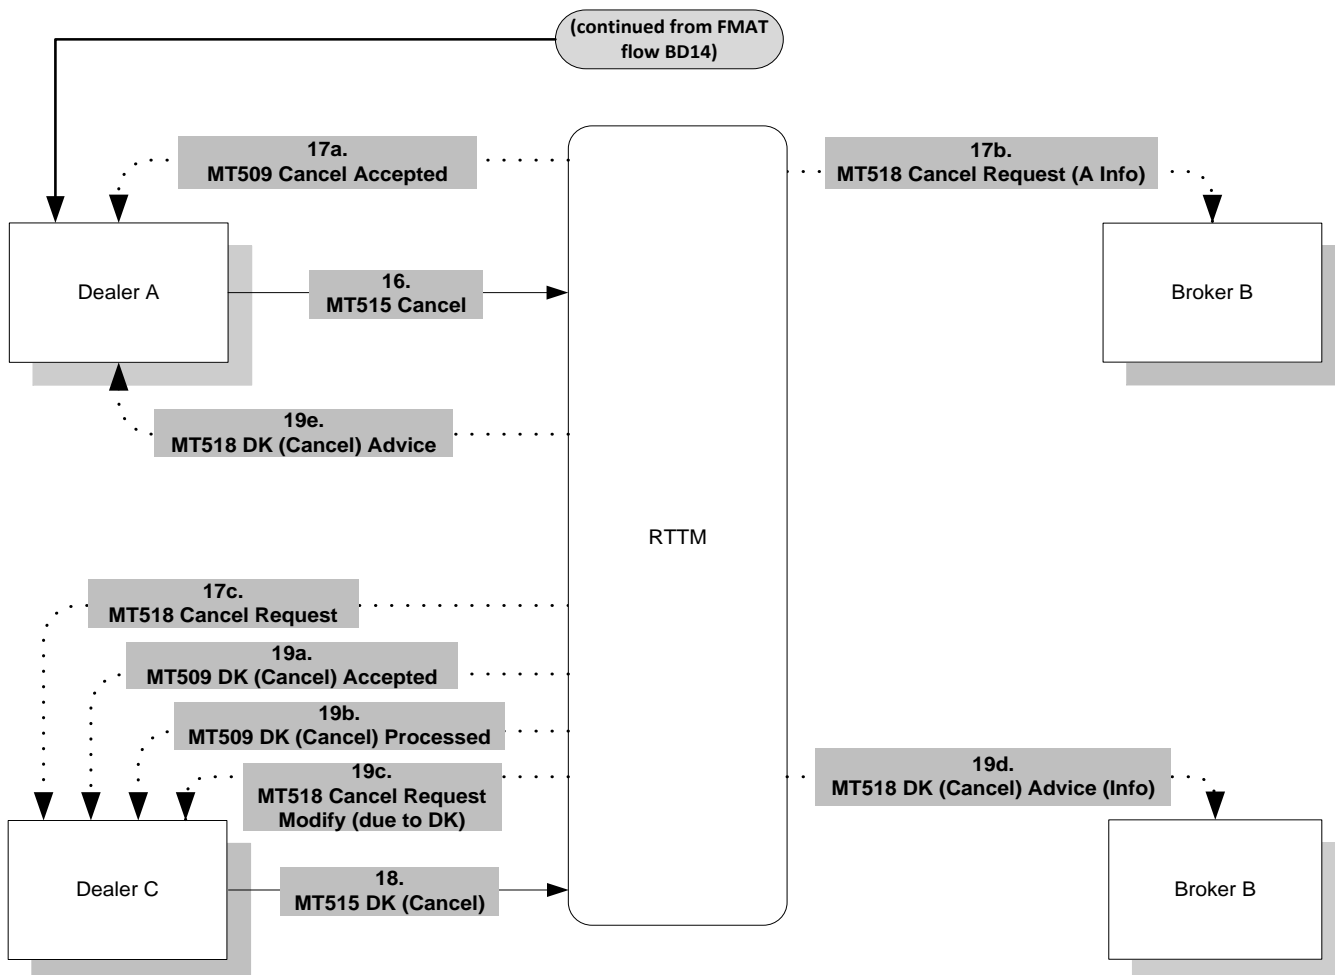 (continued from FMAT
flow BD14)
17a.
MT509 Cancel Accepted
17b.
MT518 Cancel Request (A Info)
Dealer A
16.
MT515 Cancel
Broker B
19e.
MT518 DK (Cancel) Advice
RTTM
17c.
MT518 Cancel Request
19a.
MT509 DK (Cancel) Accepted
19b.
MT509 DK (Cancel) Processed
19c.
MT518 Cancel Request
Modify (due to DK)
19d.
MT518 DK (Cancel) Advice (Info)
Dealer C
18.
MT515 DK (Cancel)
Broker B